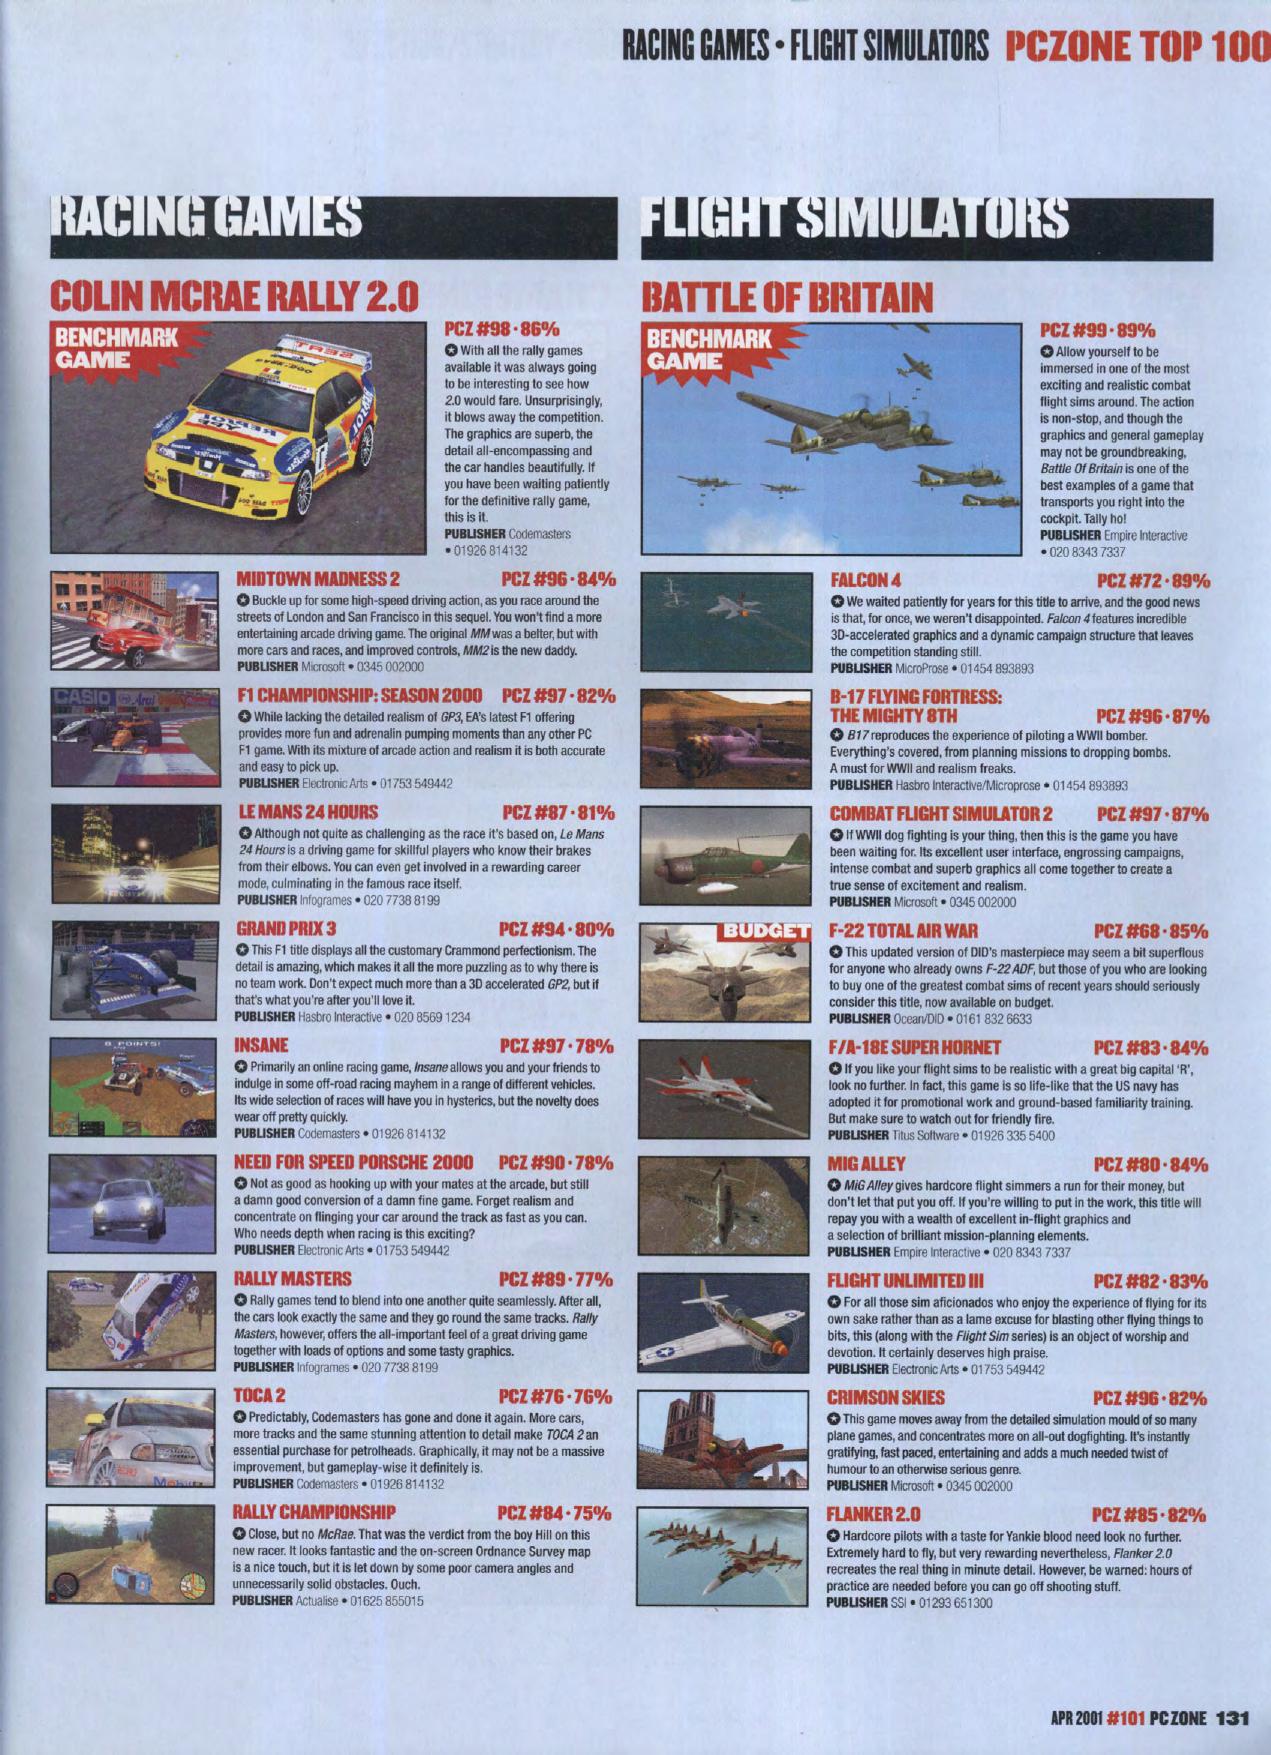 RACING GAMES • FLIGHT SIMULATORS PCZONE TOP 100
RACING GAMES
COLIN MCRAE RALLY 2.0
BENCHMARK
GAME
PCZ #98 · 86%
With all the rally games
available it was always going
to be interesting to see how
2.0 would fare. Unsurprisingly,
it blows away the competition.
The graphics are superb, the
detail all-encompassing and
the car handles beautifully. If
you have been waiting patiently
for the definitive rally game,
this is it.
PUBLISHER Codemasters
• 01926 814132
MIDTOWN MADNESS 2 PCZ #96 · 84%
Buckle up for some high-speed driving action, as you race around the
streets of London and San Francisco in this sequel. You won't find a more
entertaining arcade driving game. The original MM was a belter, but with
more cars and races, and improved controls, MM2 is the new daddy.
PUBLISHER Microsoft • 0345 002000
CASIO
F1 CHAMPIONSHIP: SEASON 2000 PCZ #97 · 82%
While lacking the detailed realism of GP3, EA's latest F1 offering
provides more fun and adrenalin pumping moments than any other PC
F1 game. With its mixture of arcade action and realism it is both accurate
and easy to pick up.
PUBLISHER Electronic Arts • 01753 549442
LE MANS 24 HOURS PCZ #87 · 81%
Although not quite as challenging as the race it's based on, Le Mans
24 Hours is a driving game for skillful players who know their brakes
from their elbows. You can even get involved in a rewarding career
mode, culminating in the famous race itself.
PUBLISHER Infogrames • 020 7738 8199
GRAND PRIX 3 PCZ #94 · 80%
This F1 title displays all the customary Crammond perfectionism. The
detail is amazing, which makes it all the more puzzling as to why there is
no team work. Don't expect much more than a 3D accelerated GP2, but if
that's what you're after you'll love it.
PUBLISHER Hasbro Interactive • 020 8569 1234
8 POINTS!
INSANE PCZ #97 · 78%
Primarily an online racing game, Insane allows you and your friends to
indulge in some off-road racing mayhem in a range of different vehicles.
Its wide selection of races will have you in hysterics, but the novelty does
wear off pretty quickly.
PUBLISHER Codemasters • 01926 814132
NEED FOR SPEED PORSCHE 2000 PCZ #90 · 78%
Not as good as hooking up with your mates at the arcade, but still
a damn good conversion of a damn fine game. Forget realism and
concentrate on flinging your car around the track as fast as you can.
Who needs depth when racing is this exciting?
PUBLISHER Electronic Arts • 01753 549442
RALLY MASTERS PCZ #89 · 77%
Rally games tend to blend into one another quite seamlessly. After all,
the cars look exactly the same and they go round the same tracks. Rally
Masters, however, offers the all-important feel of a great driving game
together with loads of options and some tasty graphics.
PUBLISHER Infogrames • 020 7738 8199
TOCA 2 PCZ #76 · 76%
Predictably, Codemasters has gone and done it again. More cars,
more tracks and the same stunning attention to detail make TOCA 2 an
essential purchase for petrolheads. Graphically, it may not be a massive
improvement, but gameplay-wise it definitely is.
PUBLISHER Codemasters • 01926 814132
RALLY CHAMPIONSHIP PCZ #84 · 75%
Close, but no McRae. That was the verdict from the boy Hill on this
new racer. It looks fantastic and the on-screen Ordnance Survey map
is a nice touch, but it is let down by some poor camera angles and
unnecessarily solid obstacles. Ouch.
PUBLISHER Actualise • 01625 855015
FLIGHT SIMULATORS
BATTLE OF BRITAIN
BENCHMARK
GAME
PCZ #99 · 89%
Allow yourself to be
immersed in one of the most
exciting and realistic combat
flight sims around. The action
is non-stop, and though the
graphics and general gameplay
may not be groundbreaking,
Battle Of Britain is one of the
best examples of a game that
transports you right into the
cockpit. Tally ho!
PUBLISHER Empire Interactive
• 020 8343 7337
FALCON 4 PCZ #72 · 89%
We waited patiently for years for this title to arrive, and the good news
is that, for once, we weren't disappointed. Falcon 4 features incredible
3D-accelerated graphics and a dynamic campaign structure that leaves
the competition standing still.
PUBLISHER MicroProse • 01454 893893
B-17 FLYING FORTRESS:
THE MIGHTY 8TH PCZ #96 · 87%
B17 reproduces the experience of piloting a WWII bomber.
Everything's covered, from planning missions to dropping bombs.
A must for WWII and realism freaks.
PUBLISHER Hasbro Interactive/Microprose • 01454 893893
COMBAT FLIGHT SIMULATOR 2 PCZ #97 · 87%
If WWII dog fighting is your thing, then this is the game you have
been waiting for. Its excellent user interface, engrossing campaigns,
intense combat and superb graphics all come together to create a
true sense of excitement and realism.
PUBLISHER Microsoft • 0345 002000
BUDGET
F-22 TOTAL AIR WAR PCZ #68 · 85%
This updated version of DID's masterpiece may seem a bit superflous
for anyone who already owns F-22 ADF, but those of you who are looking
to buy one of the greatest combat sims of recent years should seriously
consider this title, now available on budget.
PUBLISHER Ocean/DID • 0161 832 6633
F/A-18E SUPER HORNET PCZ #83 · 84%
If you like your flight sims to be realistic with a great big capital 'R',
look no further. In fact, this game is so life-like that the US navy has
adopted it for promotional work and ground-based familiarity training.
But make sure to watch out for friendly fire.
PUBLISHER Titus Software • 01926 335 5400
MIG ALLEY PCZ #80 · 84%
MiG Alley gives hardcore flight simmers a run for their money, but
don't let that put you off. If you're willing to put in the work, this title will
repay you with a wealth of excellent in-flight graphics and
a selection of brilliant mission-planning elements.
PUBLISHER Empire Interactive • 020 8343 7337
FLIGHT UNLIMITED III PCZ #82 · 83%
For all those sim aficionados who enjoy the experience of flying for its
own sake rather than as a lame excuse for blasting other flying things to
bits, this (along with the Flight Sim series) is an object of worship and
devotion. It certainly deserves high praise.
PUBLISHER Electronic Arts • 01753 549442
CRIMSON SKIES PCZ #96 · 82%
This game moves away from the detailed simulation mould of so many
plane games, and concentrates more on all-out dogfighting. It's instantly
gratifying, fast paced, entertaining and adds a much needed twist of
humour to an otherwise serious genre.
PUBLISHER Microsoft • 0345 002000
FLANKER 2.0 PCZ #85 · 82%
Hardcore pilots with a taste for Yankie blood need look no further.
Extremely hard to fly, but very rewarding nevertheless, Flanker 2.0
recreates the real thing in minute detail. However, be warned: hours of
practice are needed before you can go off shooting stuff.
PUBLISHER SSI • 01293 651300
APR 2001 #101 PC ZONE 131